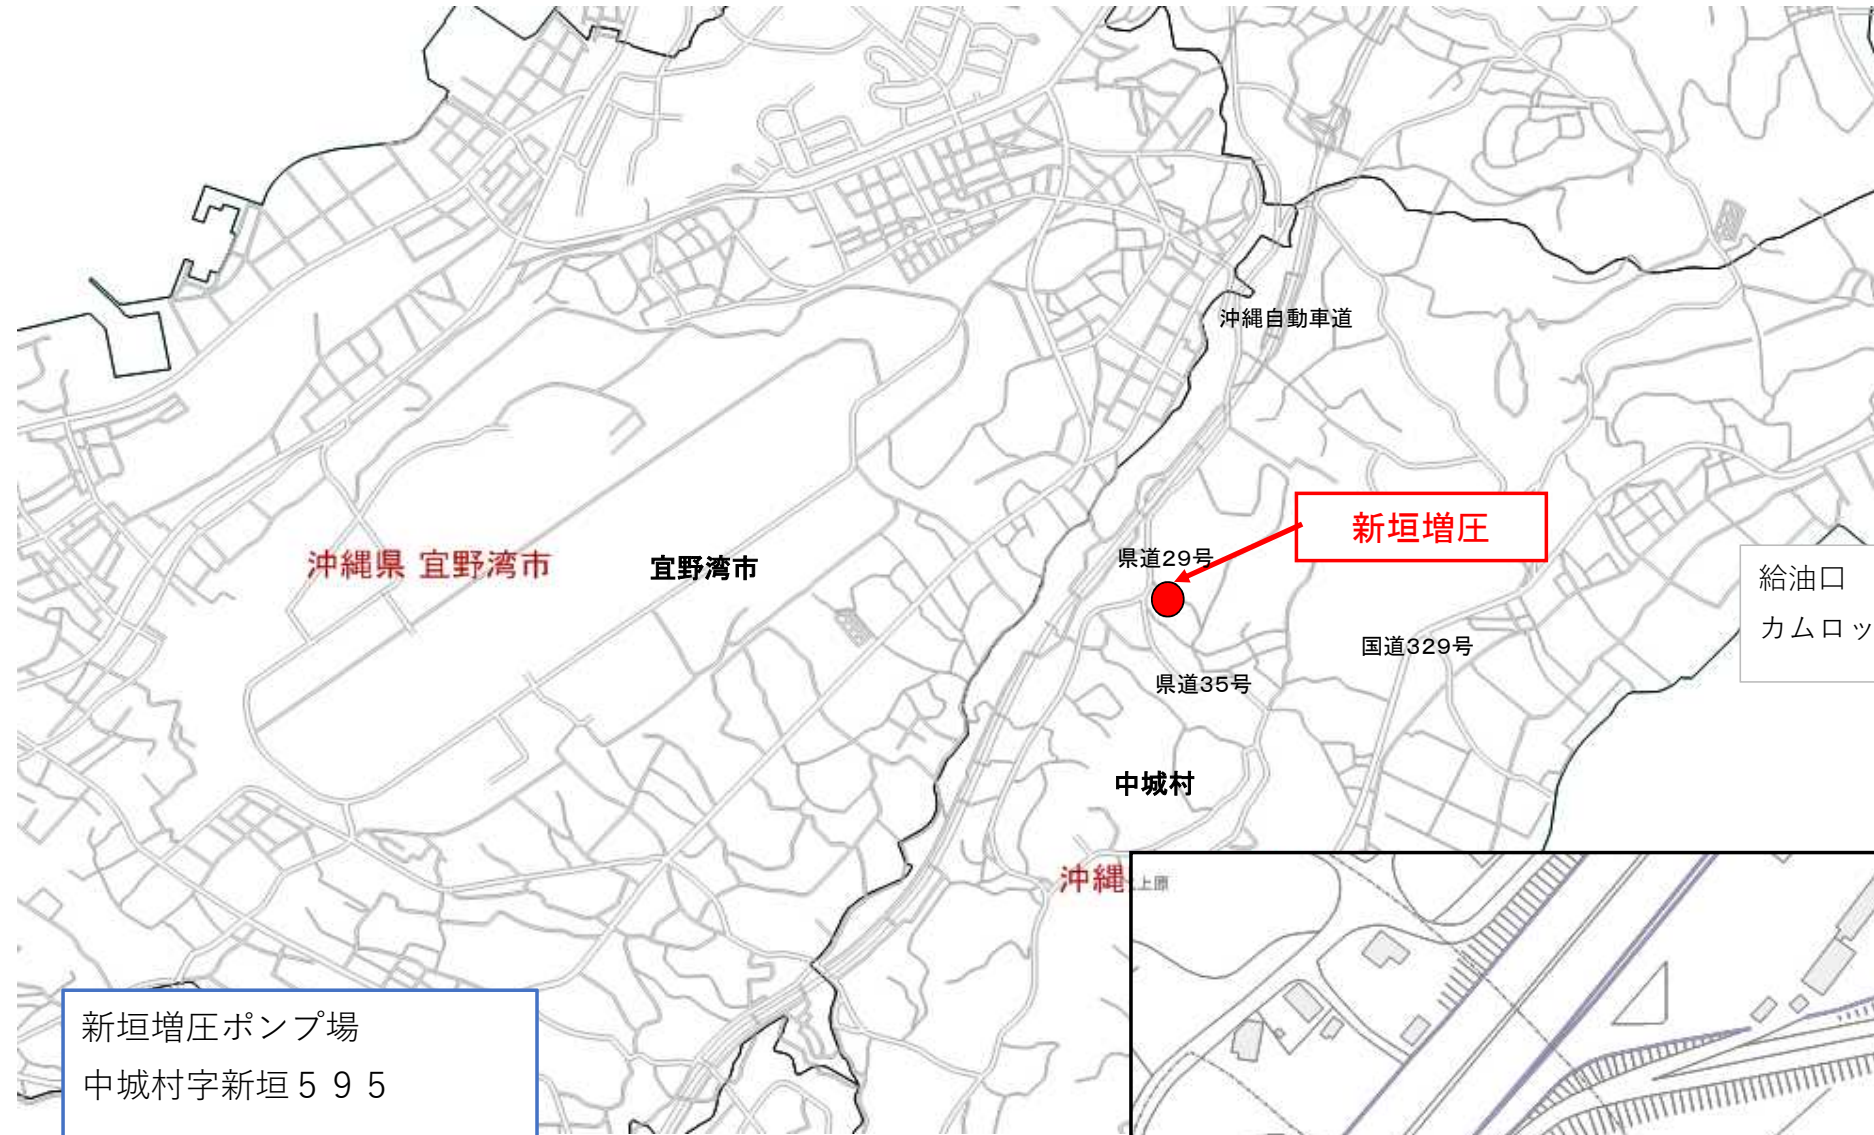 沖縄自動車道
新垣増圧
県道29号
沖縄県 宜野湾市
宜野湾市
給油口
カムロッ
国道329号
県道35号
中城村
沖縄
上原
新垣増圧ポンプ場
中城村字新垣５９５